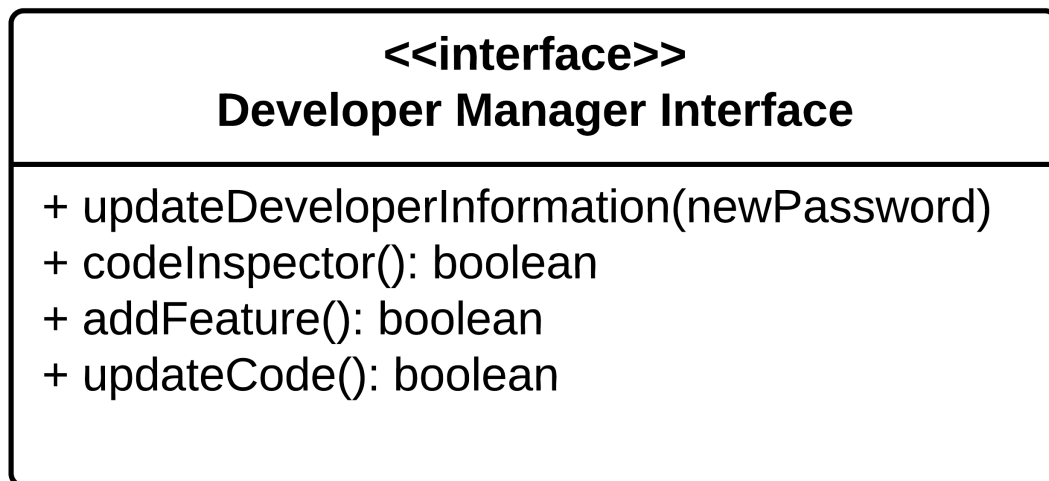 <<interface>>
Developer Manager Interface
+ updateDeveloperInformation(newPassword)
+ codeInspector(): boolean
+ addFeature(): boolean
+ updateCode(): boolean